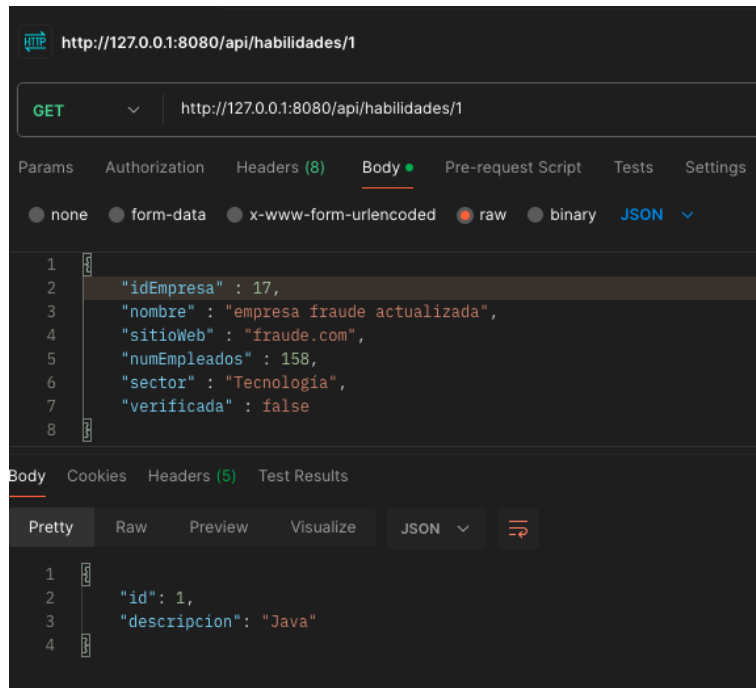 HTTP http://127.0.0.1:8080/api/habilidades/1
GET http://127.0.0.1:8080/api/habilidades/1
Params Authorization Headers (8) Body Pre-request Script Tests Settings
none form-data x-www-form-urlencoded raw binary JSON
1 {
2 "idEmpresa" : 17,
3 "nombre" : "empresa fraude actualizada",
4 "sitioWeb" : "fraude.com",
5 "numEmpleados" : 158,
6 "sector" : "Tecnología",
7 "verificada" : false
8 }
Body Cookies Headers (5) Test Results
Pretty Raw Preview Visualize JSON
1 {
2 "id": 1,
3 "descripcion": "Java"
4 }